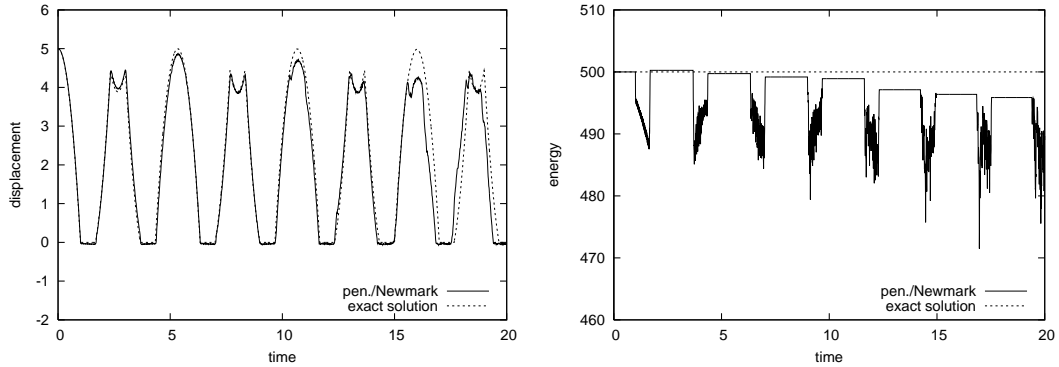 6
5
4
3
2
1
0
-1
-2
0 5 10 15 20
displacement
time
pen./Newmark
exact solution
510
500
490
480
470
460
0 5 10 15 20
energy
time
pen./Newmark
exact solution